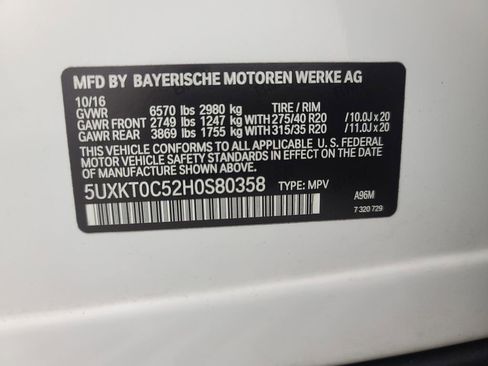 MFD BY BAYERISCHE MOTOREN WERKE AG
10/16
GVWR 6570 lbs 2980 kg TIRE / RIM
GAWR FRONT 2749 lbs 1247 kg WITH 275/40 R20 /10.0J x 20
GAWR REAR 3869 lbs 1755 kg WITH 315/35 R20 /11.0J x 20
THIS VEHICLE CONFORMS TO ALL APPLICABLE U. S. FEDERAL
MOTOR VEHICLE SAFETY STANDARDS IN EFFECT ON THE DATE OF
MANUFACTURE SHOWN ABOVE.
5UXKT0C52H0S80358 TYPE: MPV
A96M
7 320 729